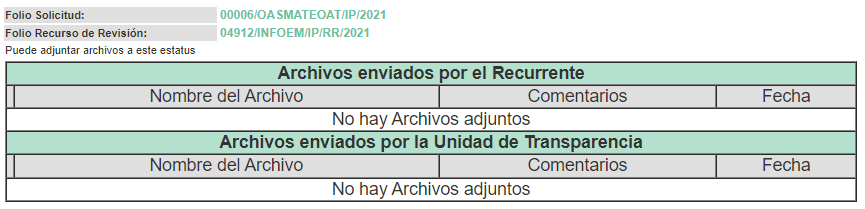 Folio Solicitud: 00006/OASMATEOAT/IP/2021
Folio Recurso de Revisión: 04912/INFOEM/IP/RR/2021
Puede adjuntar archivos a este estatus
Archivos enviados por el Recurrente
Nombre del Archivo Comentarios Fecha
No hay Archivos adjuntos
Archivos enviados por la Unidad de Transparencia
Nombre del Archivo Comentarios Fecha
No hay Archivos adjuntos